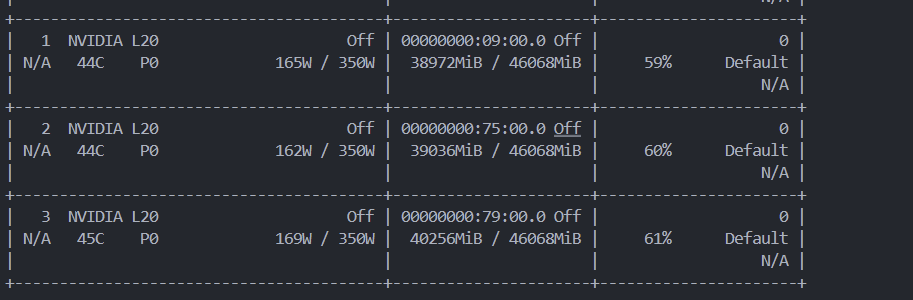 |                                         |                      |                  N/A |
+-----------------------------------------+----------------------+----------------------+
|   1  NVIDIA L20                     Off | 00000000:09:00.0 Off |                    0 |
| N/A   44C    P0             165W / 350W |  38972MiB / 46068MiB |     59%      Default |
|                                         |                      |                  N/A |
+-----------------------------------------+----------------------+----------------------+
|   2  NVIDIA L20                     Off | 00000000:75:00.0 Off |                    0 |
| N/A   44C    P0             162W / 350W |  39036MiB / 46068MiB |     60%      Default |
|                                         |                      |                  N/A |
+-----------------------------------------+----------------------+----------------------+
|   3  NVIDIA L20                     Off | 00000000:79:00.0 Off |                    0 |
| N/A   45C    P0             169W / 350W |  40256MiB / 46068MiB |     61%      Default |
|                                         |                      |                  N/A |
+-----------------------------------------+----------------------+----------------------+